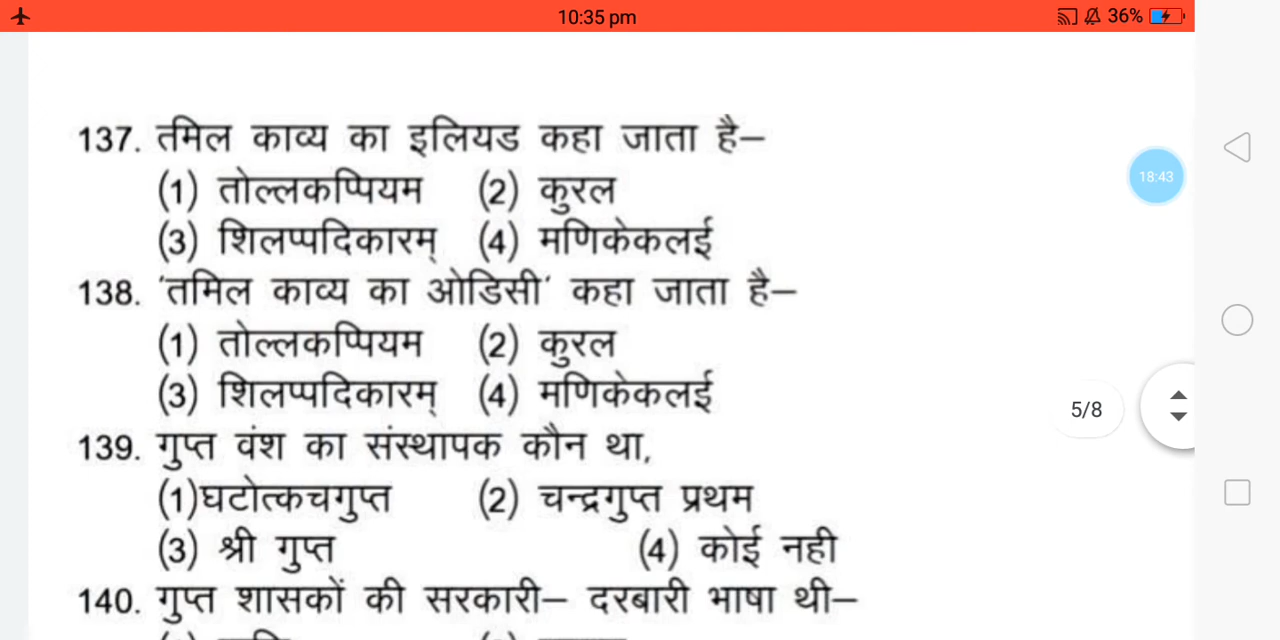 10:35 pm
36%
137. तमिल काव्य का इलियड कहा जाता है–
(1) तोल्लकप्पियम (2) कुरल
(3) शिलप्पदिकारम् (4) मणिकेकलई
18:43
138. 'तमिल काव्य का ओडिसी' कहा जाता है–
(1) तोल्लकप्पियम (2) कुरल
(3) शिलप्पदिकारम् (4) मणिकेकलई
5/8
139. गुप्त वंश का संस्थापक कौन था,
(1)घटोत्कचगुप्त (2) चन्द्रगुप्त प्रथम
(3) श्री गुप्त (4) कोई नही
140. गुप्त शासकों की सरकारी– दरबारी भाषा थी–